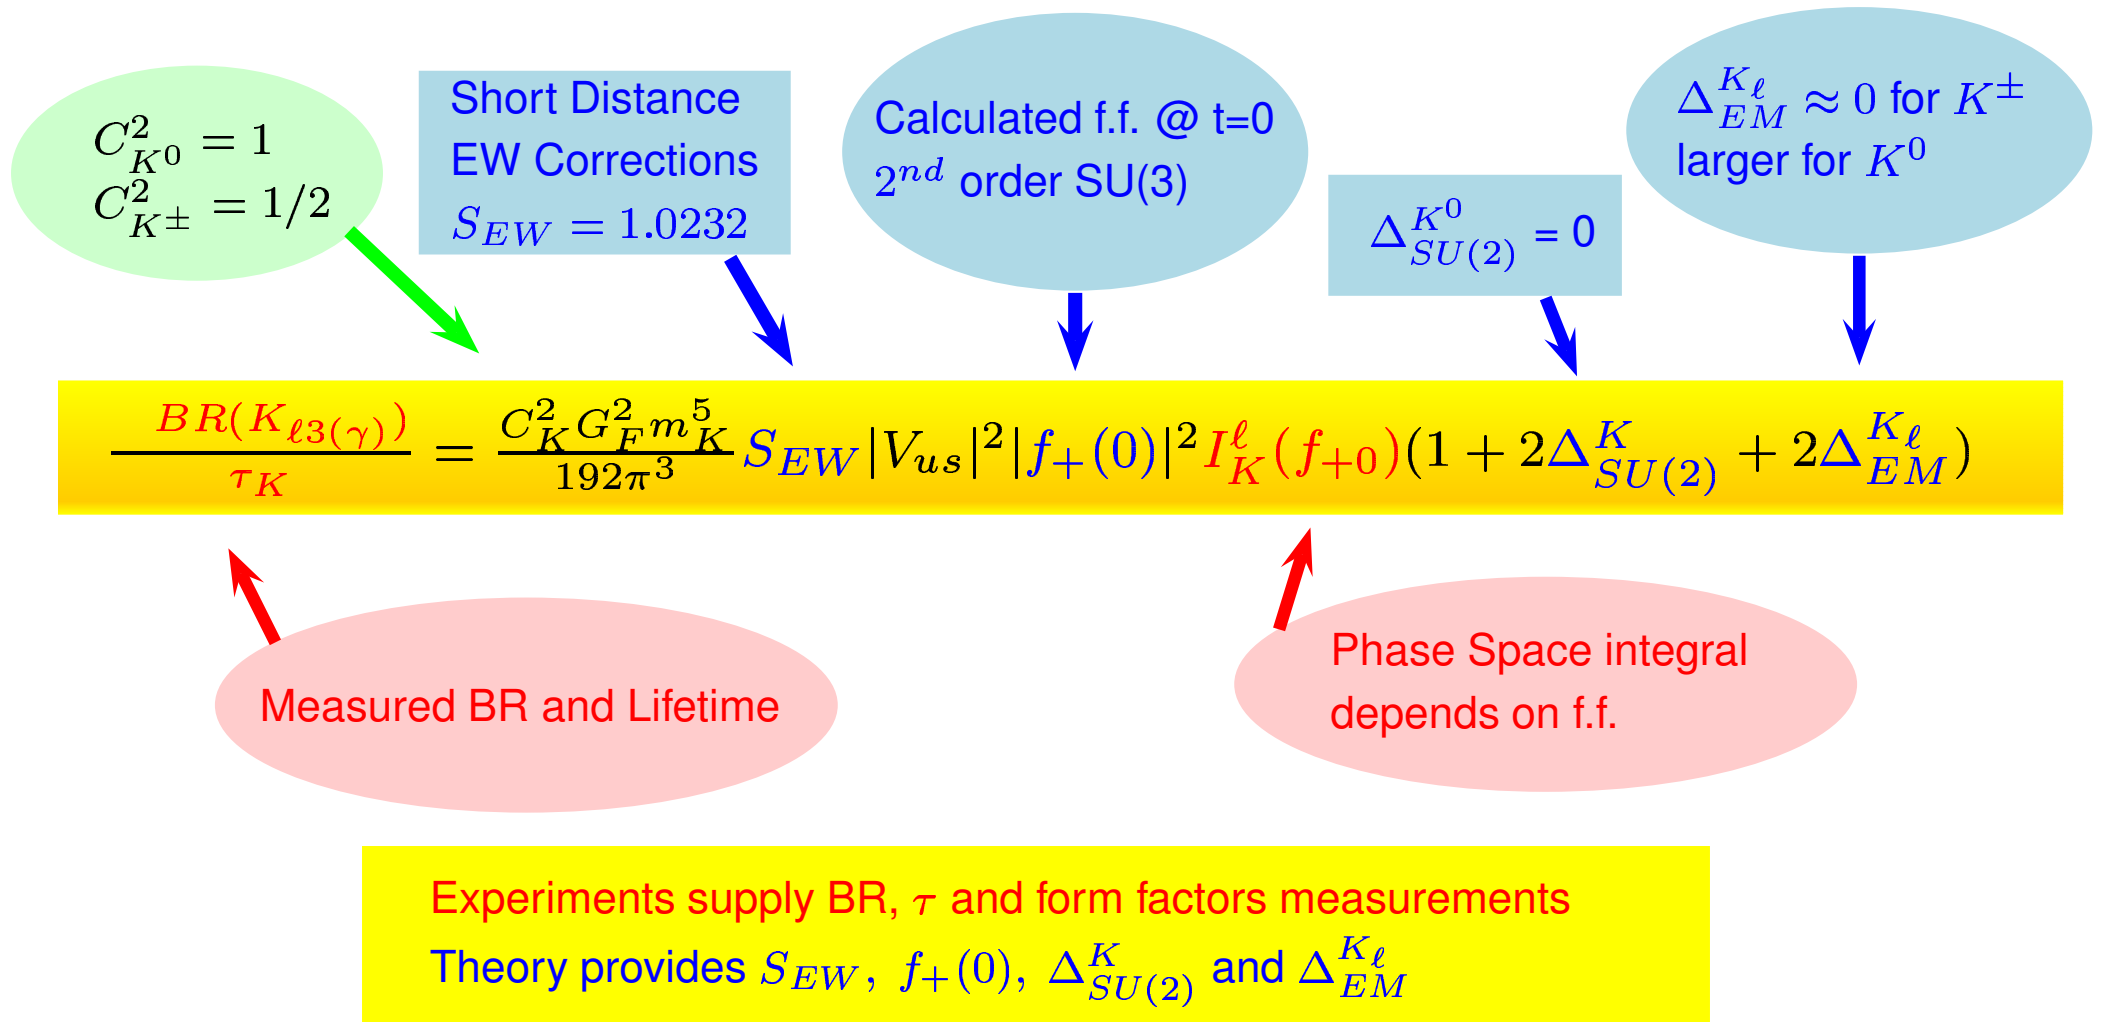 C²_{K⁰} = 1
C²_{K±} = 1/2
Short Distance
EW Corrections
S_{EW} = 1.0232
Calculated f.f. @ t=0
2^{nd} order SU(3)
Δ^{K⁰}_{SU(2)} = 0
Δ^{K_ℓ}_{EM} ≈ 0 for K^±
larger for K⁰
\frac{BR(K_{ℓ3(γ)})}{τ_K} = \frac{C²_K G²_F m⁵_K}{192π³} S_{EW}|V_{us}|²|f_+(0)|² I^ℓ_K(f_{+0})(1 + 2Δ^K_{SU(2)} + 2Δ^{K_ℓ}_{EM})
Measured BR and Lifetime
Phase Space integral
depends on f.f.
Experiments supply BR, τ and form factors measurements
Theory provides S_{EW}, f_+(0), Δ^K_{SU(2)} and Δ^{K_ℓ}_{EM}